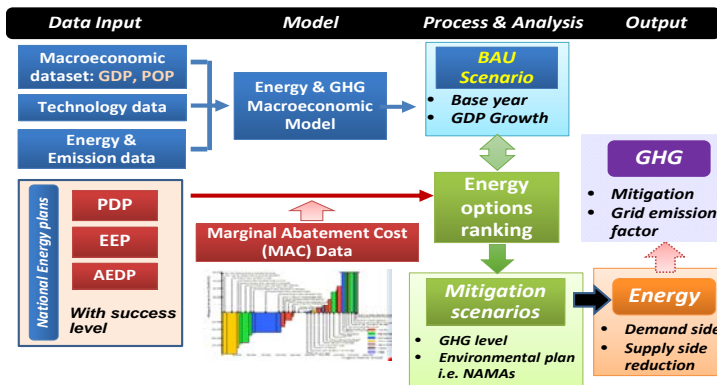 Data Input
Model
Process & Analysis
Output
Macroeconomic
dataset: GDP, POP
Technology data
Energy &
Emission data
Energy & GHG
Macroeconomic
Model
BAU
Scenario
• Base year
• GDP Growth
National Energy plans
PDP
EEP
AEDP
With success
level
Marginal Abatement Cost
(MAC) Data
Energy
options
ranking
Mitigation
scenarios
• GHG level
• Environmental plan
i.e. NAMAs
GHG
• Mitigation
• Grid emission
factor
Energy
• Demand side
• Supply side
reduction